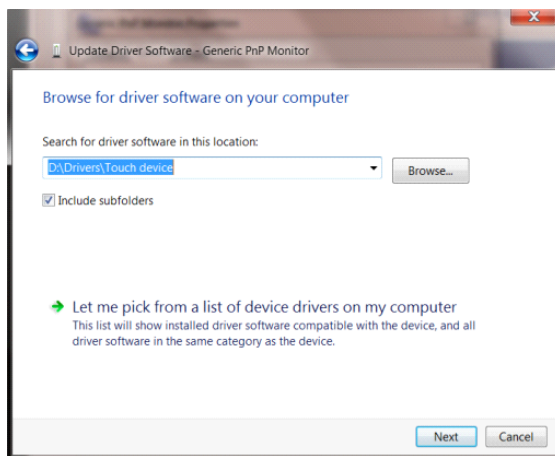 Update Driver Software - Generic PnP Monitor
Browse for driver software on your computer
Search for driver software in this location:
D:\Drivers\Touch device
Browse...
Include subfolders
Let me pick from a list of device drivers on my computer
This list will show installed driver software compatible with the device, and all
driver software in the same category as the device.
Next
Cancel